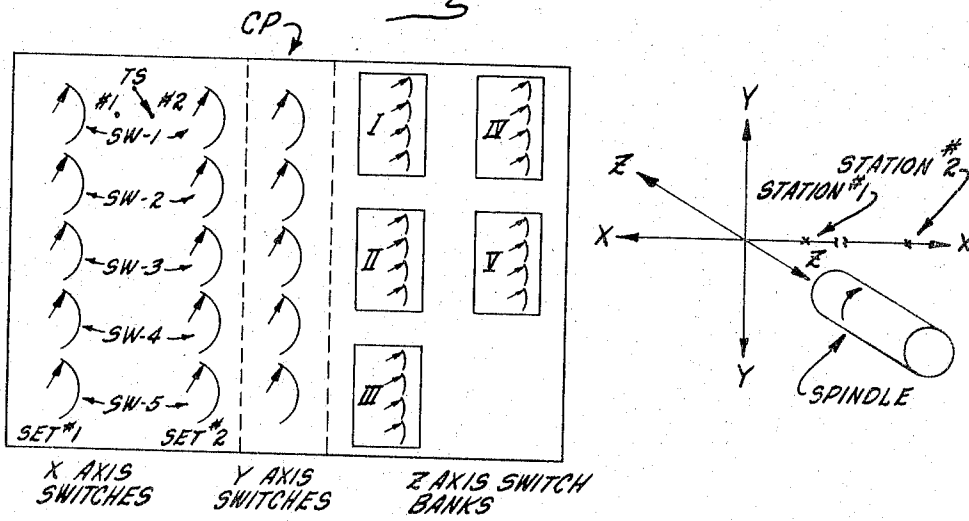 CP
TS
#1 #2
SW-1
SW-2
SW-3
SW-4
SW-5
SET #1 SET #2
X AXIS
SWITCHES
Y AXIS
SWITCHES
I
II
III
IV
V
Z AXIS SWITCH
BANKS
Y
Z
X
STATION #1
STATION #2
X
Z
Y
SPINDLE